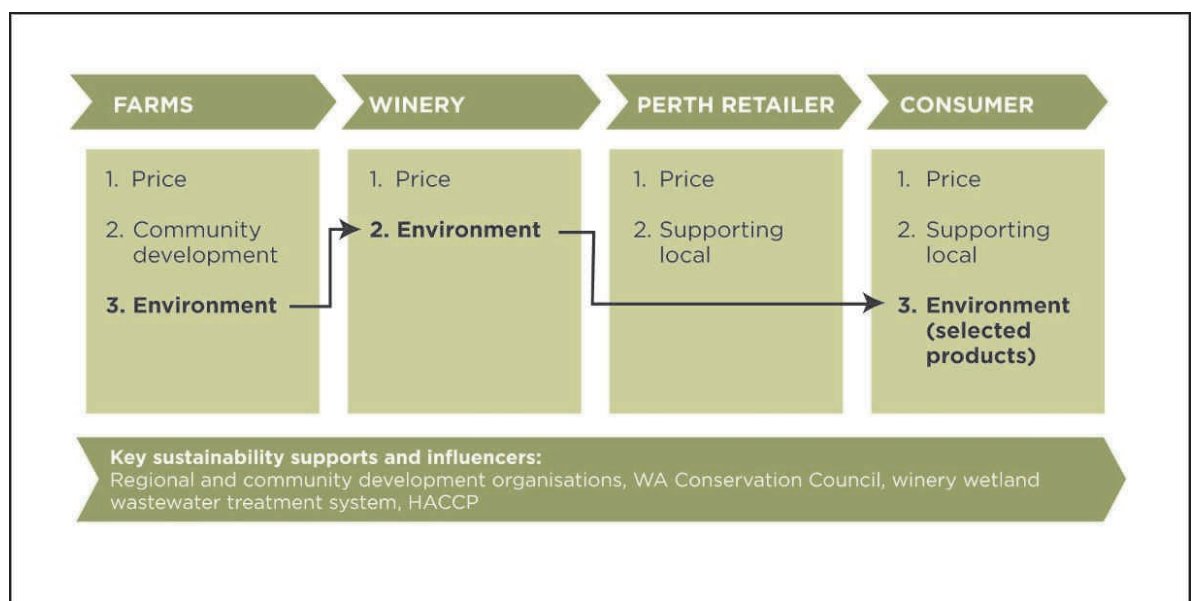 FARMS
WINERY
PERTH RETAILER
CONSUMER
1. Price
2. Community
development
3. Environment
1. Price
2. Environment
1. Price
2. Supporting
local
1. Price
2. Supporting
local
3. Environment
(selected
products)
Key sustainability supports and influencers:
Regional and community development organisations, WA Conservation Council, winery wetland
wastewater treatment system, HACCP